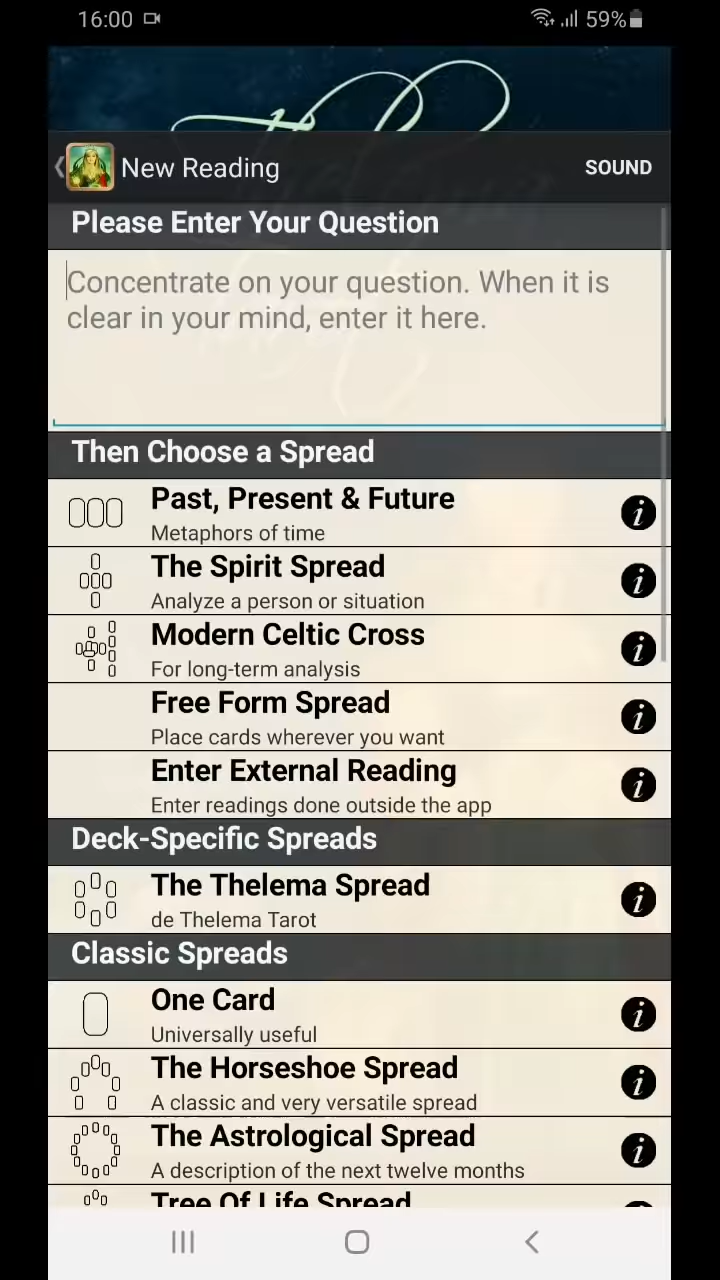 16:00 59%
New Reading SOUND
Please Enter Your Question
Concentrate on your question. When it is
clear in your mind, enter it here.
Then Choose a Spread
Past, Present & Future
Metaphors of time
The Spirit Spread
Analyze a person or situation
Modern Celtic Cross
For long-term analysis
Free Form Spread
Place cards wherever you want
Enter External Reading
Enter readings done outside the app
Deck-Specific Spreads
The Thelema Spread
de Thelema Tarot
Classic Spreads
One Card
Universally useful
The Horseshoe Spread
A classic and very versatile spread
The Astrological Spread
A description of the next twelve months
Tree Of Life Spread